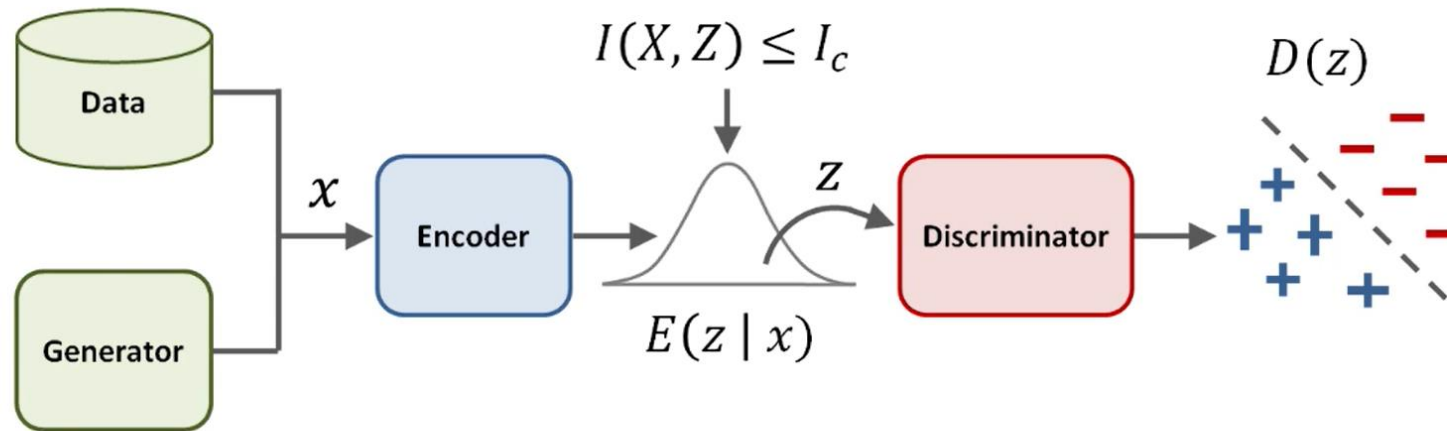 I(X, Z) ≤ I_c
D(z)
Data
x
z
Encoder
Discriminator
E(z | x)
Generator